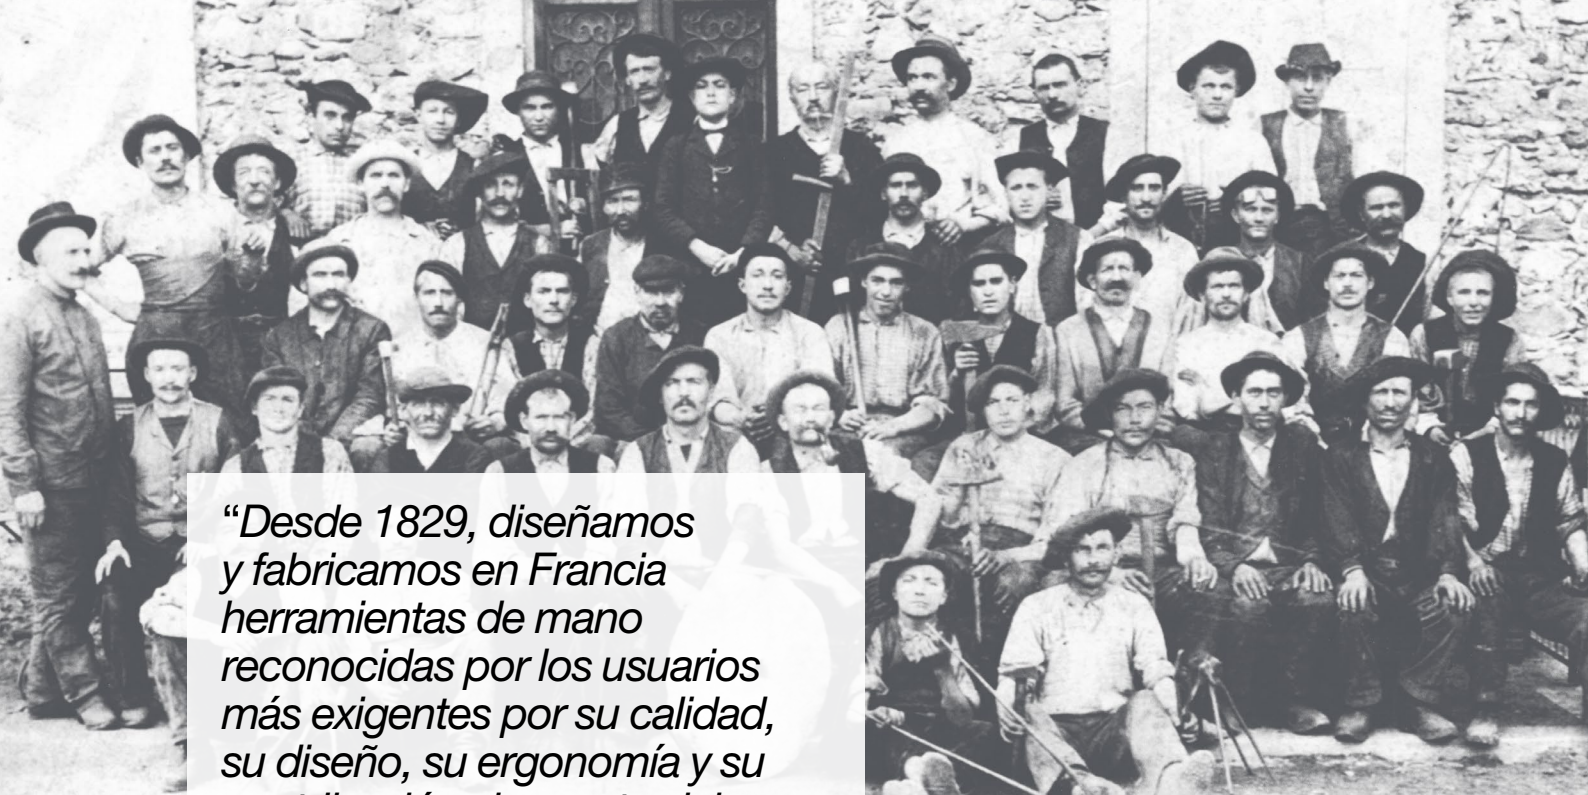 “Desde 1829, diseñamos
y fabricamos en Francia
herramientas de mano
reconocidas por los usuarios
más exigentes por su calidad,
su diseño, su ergonomía y su